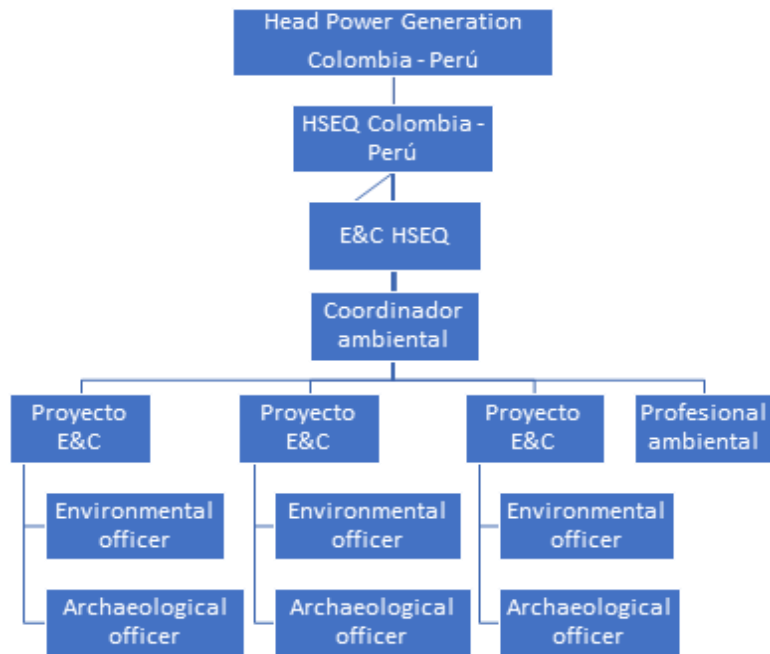 Head Power Generation
Colombia - Perú
HSEQ Colombia -
Perú
E&C HSEQ
Coordinador
ambiental
Proyecto
E&C
Proyecto
E&C
Proyecto
E&C
Profesional
ambiental
Environmental
officer
Environmental
officer
Environmental
officer
Archaeological
officer
Archaeological
officer
Archaeological
officer